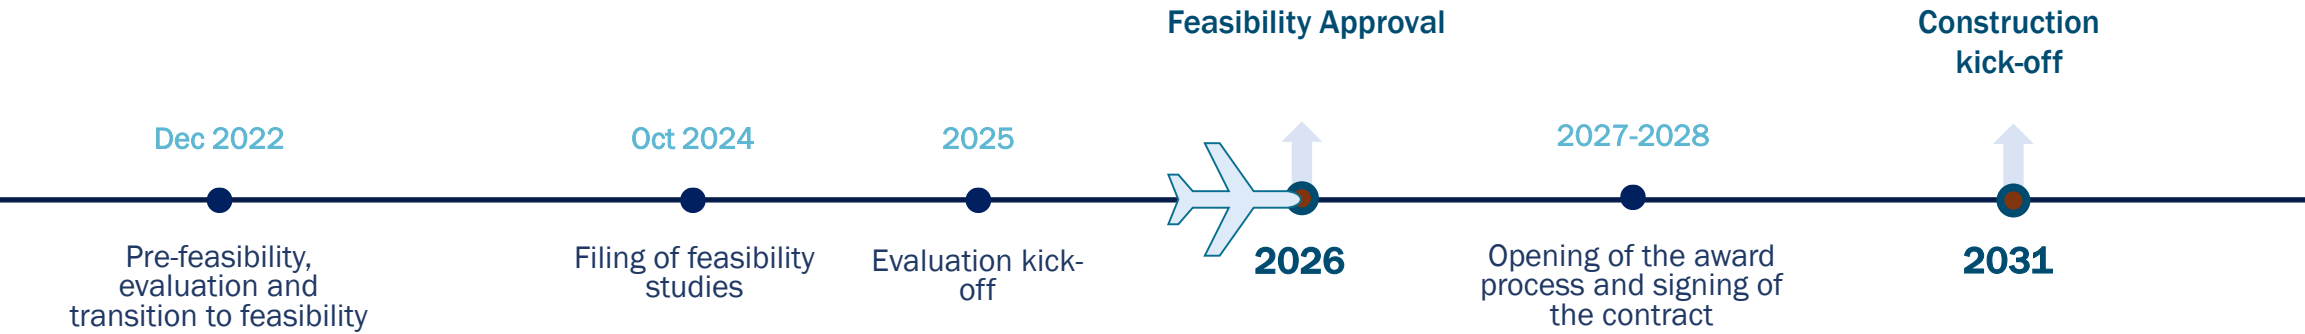 Feasibility Approval
Construction
kick-off
Dec 2022
Oct 2024
2025
2027-2028
Pre-feasibility,
evaluation and
transition to feasibility
Filing of feasibility
studies
Evaluation kick-
off
2026
Opening of the award
process and signing of
the contract
2031